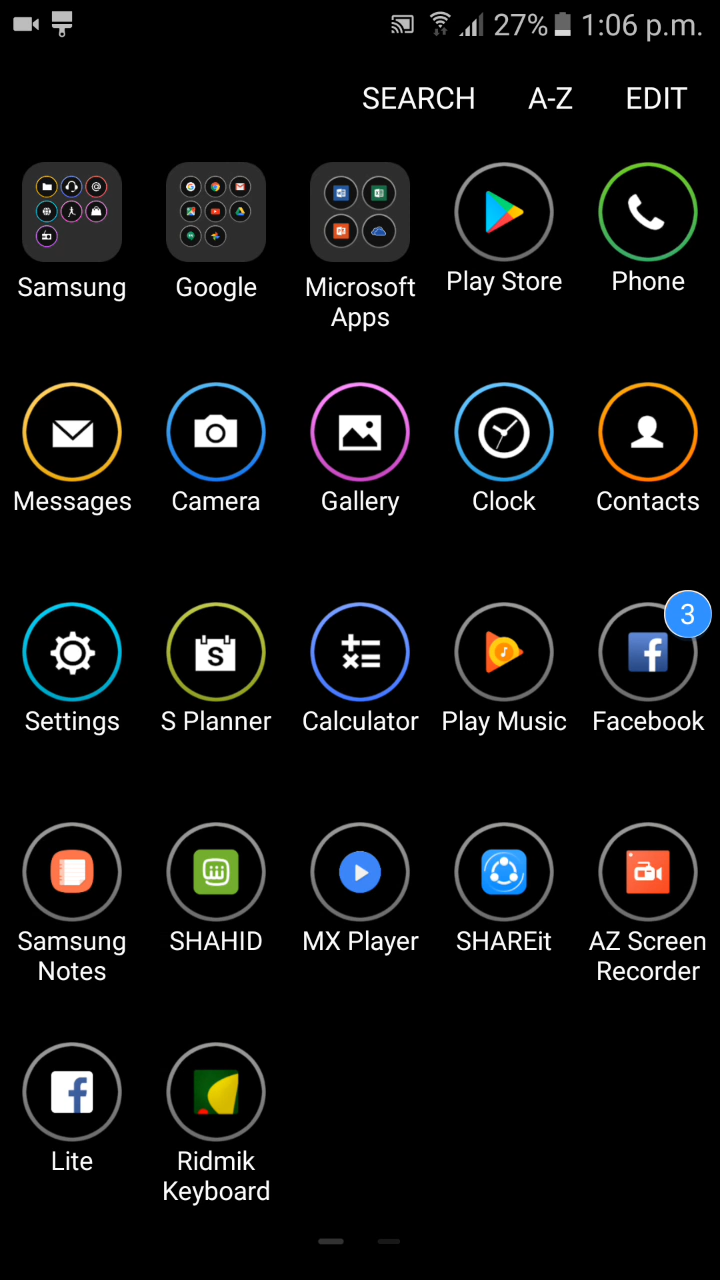 27% 1:06 p.m.
SEARCH A-Z EDIT
Samsung Google Microsoft Apps Play Store Phone
Messages Camera Gallery Clock Contacts
3
Settings S Planner Calculator Play Music Facebook
Samsung Notes SHAHID MX Player SHAREit AZ Screen Recorder
Lite Ridmik Keyboard